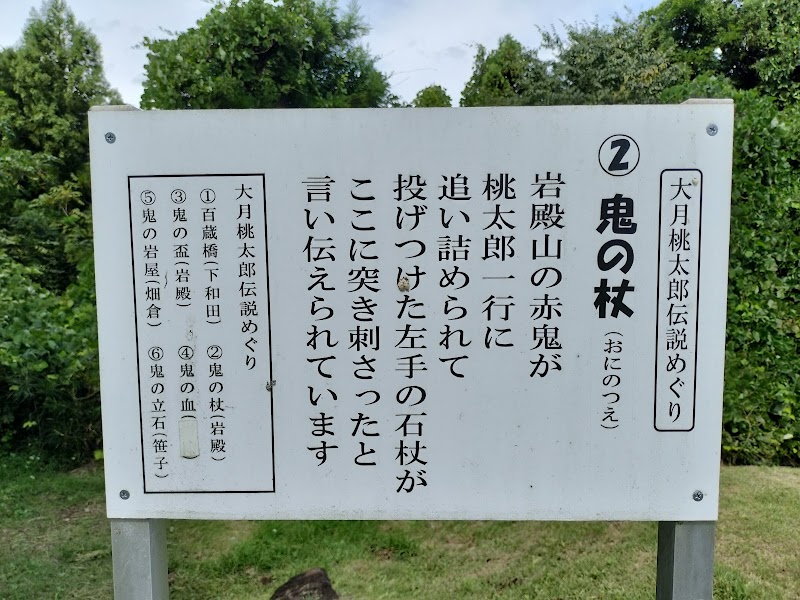 大月桃太郎伝説めぐり
② 鬼の杖(おにのつえ)
岩殿山の赤鬼が
桃太郎一行に
追い詰められて
投げつけた左手の石杖が
ここに突き刺さったと
言い伝えられています
大月桃太郎伝説めぐり
①百蔵橋(下和田) ②鬼の杖(岩殿)
③鬼の盃(岩殿) ④鬼の血(
⑤鬼の岩屋(畑倉) ⑥鬼の立石(笹子)